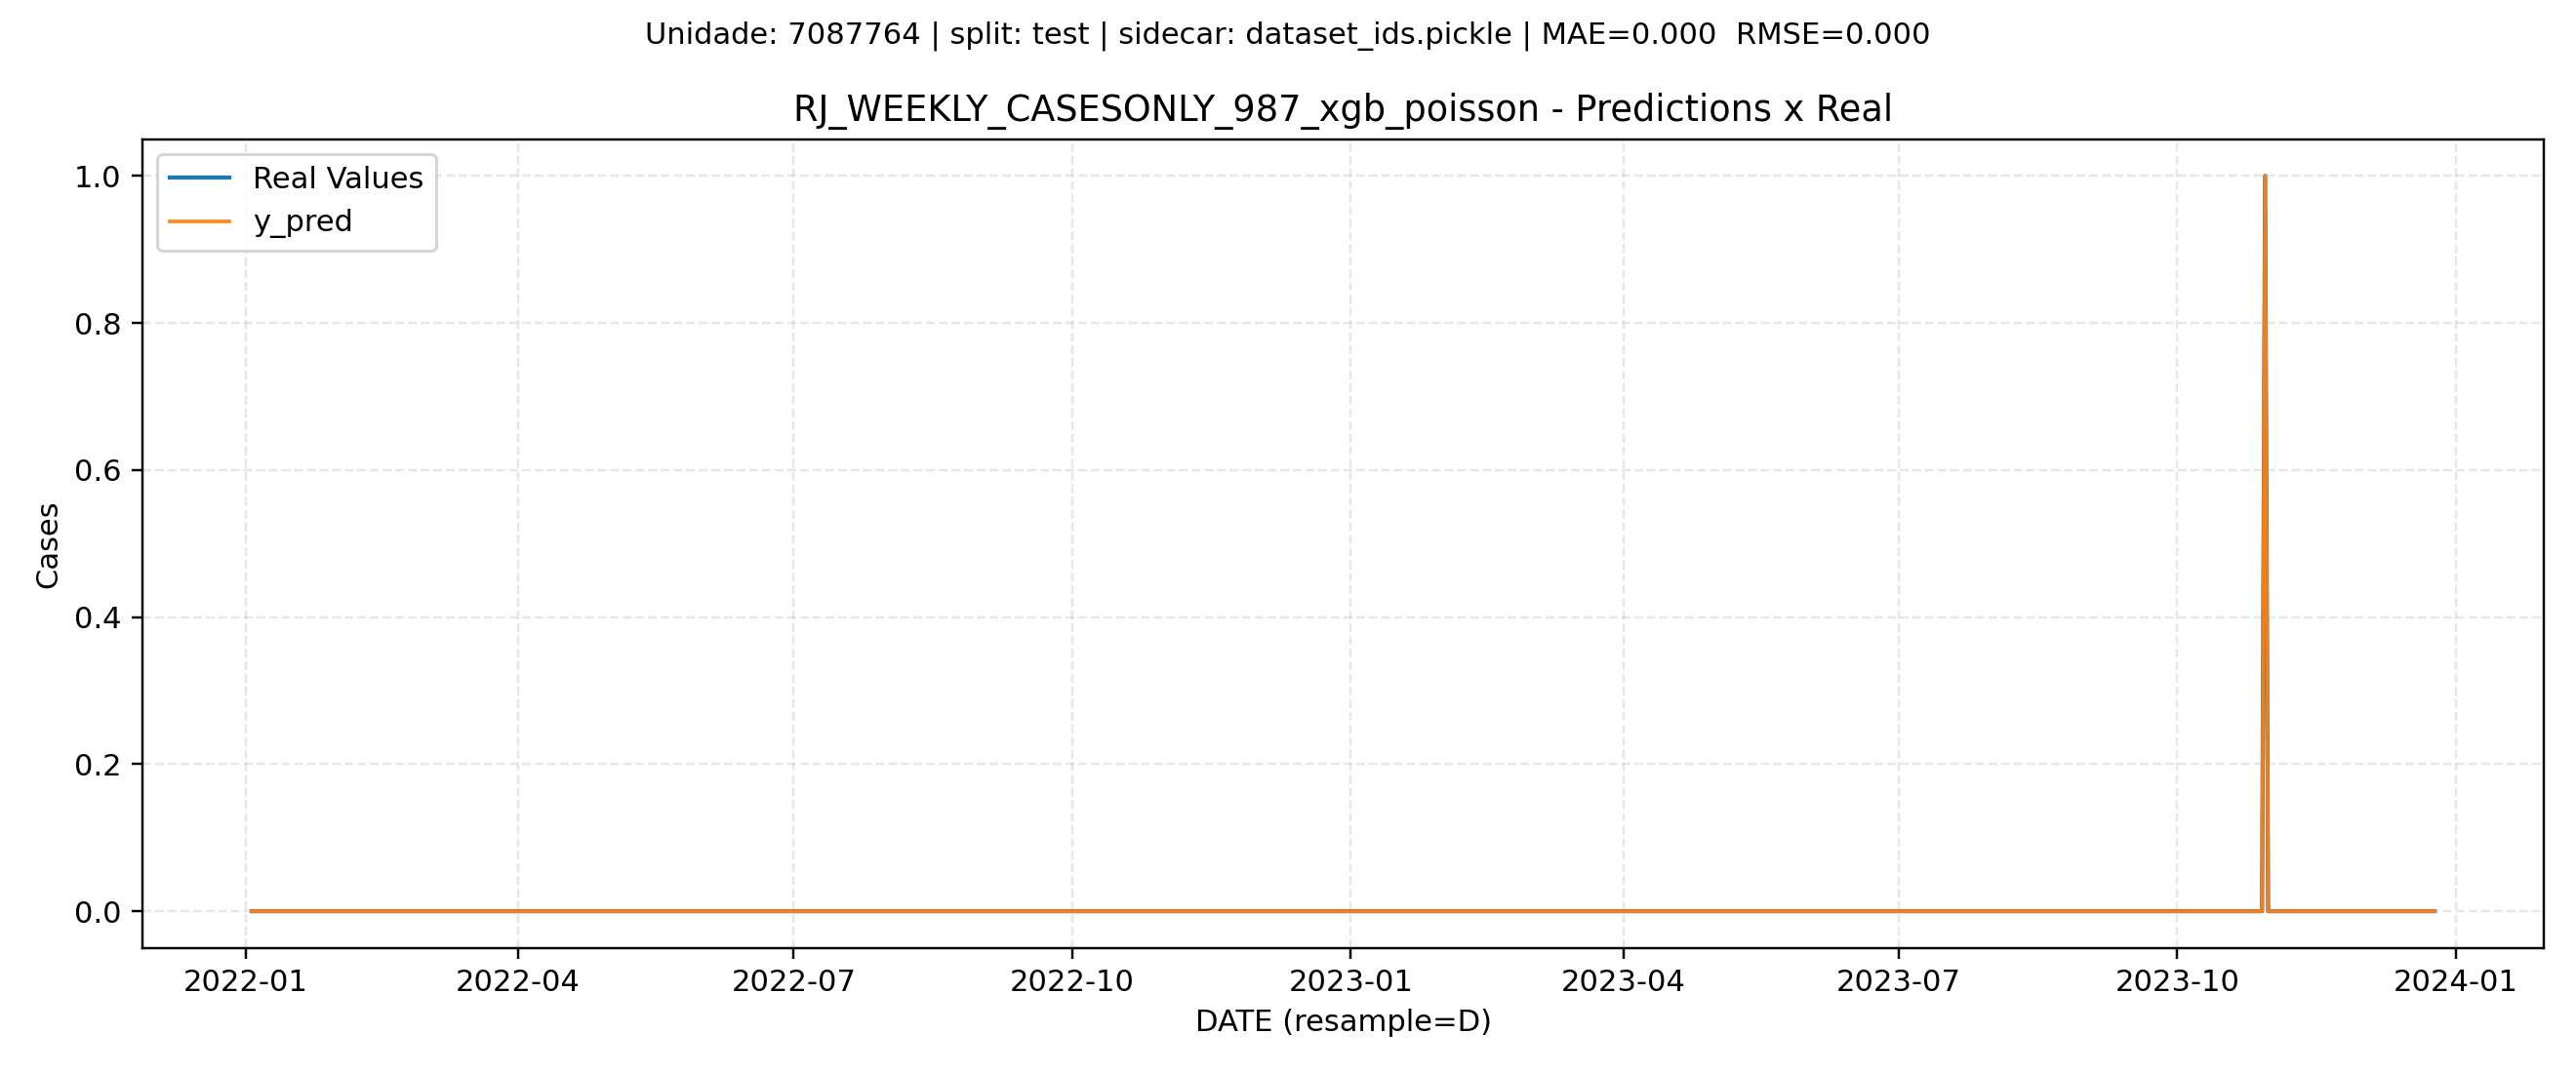 Unidade: 7087764 | split: test | sidecar: dataset_ids.pickle | MAE=0.000  RMSE=0.000
RJ_WEEKLY_CASESONLY_987_xgb_poisson - Predictions x Real
Real Values
y_pred
1.0
0.8
0.6
0.4
0.2
0.0
Cases
2022-01
2022-04
2022-07
2022-10
2023-01
2023-04
2023-07
2023-10
2024-01
DATE (resample=D)